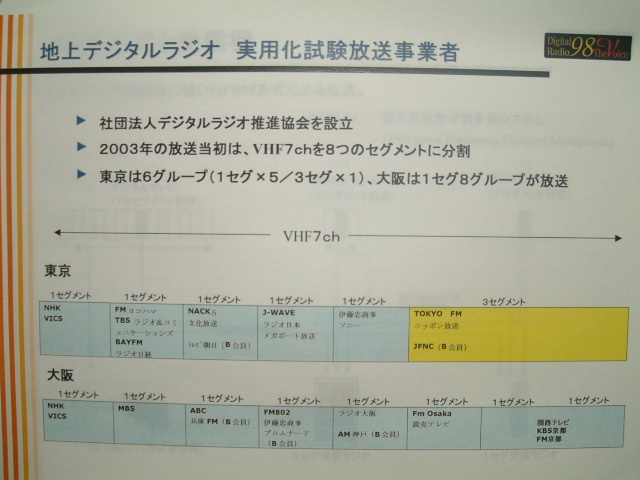 地上デジタルラジオ　実用化試験放送事業者
Digital Radio 98 The Voice
社団法人デジタルラジオ推進協会を設立
2003年の放送当初は、VHF7chを8つのセグメントに分割
東京は6グループ(1セグ×5/3セグ×1)、大阪は1セグ8グループが放送
VHF7ch
東京
1セグメント 1セグメント 1セグメント 1セグメント 1セグメント 3セグメント
NHK
VICS
FMヨコハマ
TBS ラジオ&コミ
ュニケーションズ
BAYFM
ラジオ日経
NACK5
文化放送
テレビ朝日(B会員)
J-WAVE
ラジオ日本
メガポート放送
伊藤忠商事
ソニー
TOKYO FM
ニッポン放送
JFNC(B会員)
大阪
1セグメント 1セグメント 1セグメント 1セグメント 1セグメント 1セグメント 1セグメント 1セグメント
NHK
VICS
MBS
ABC
兵庫FM(B会員)
FM802
伊藤忠商事
プロムナード
(B会員)
ラジオ大阪
AM神戸(B会員)
Fm Osaka
読売テレビ
関西テレビ
KBS京都
FM京都